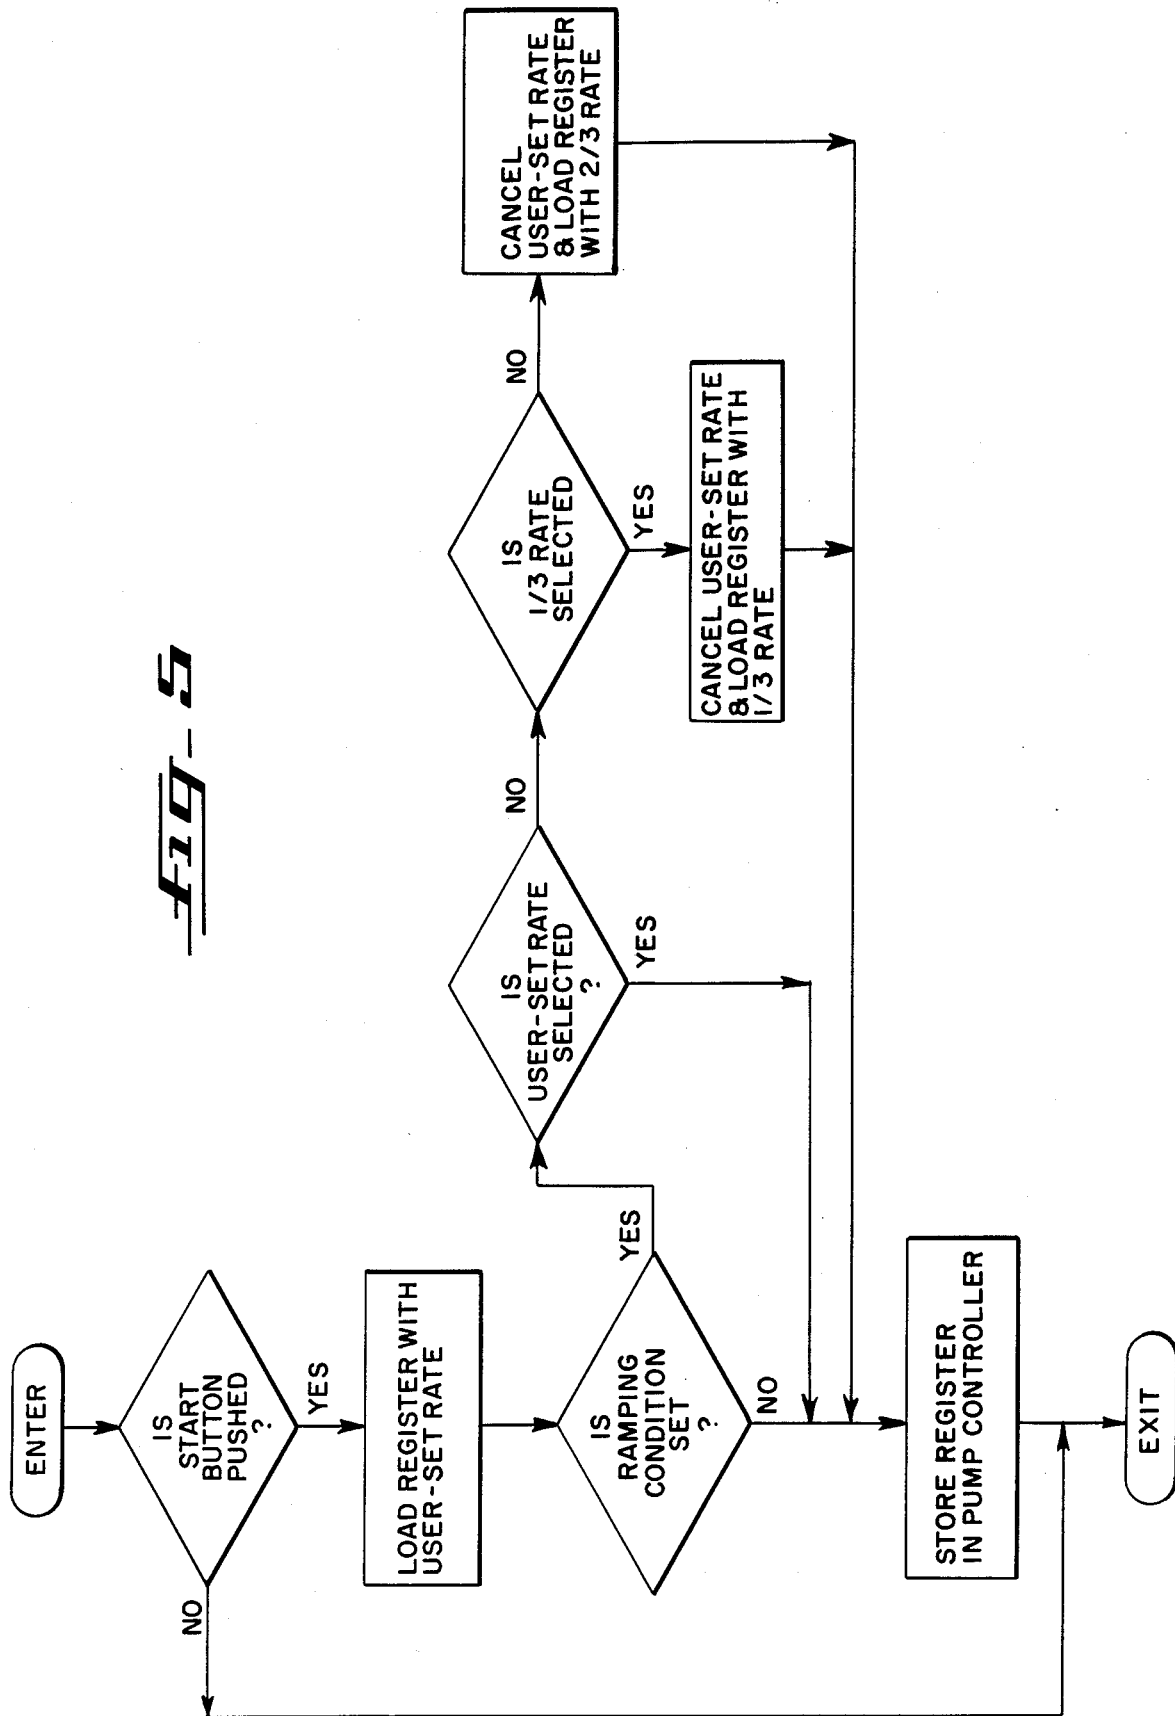 fig-5
ENTER
IS
START
BUTTON
PUSHED
?
NO
YES
LOAD REGISTER WITH
USER-SET RATE
IS
RAMPING
CONDITION
SET
?
YES
NO
IS
USER-SET RATE
SELECTED
?
NO
YES
IS
1/3 RATE
SELECTED
NO
YES
CANCEL
USER-SET RATE
& LOAD REGISTER
WITH 2/3 RATE
CANCEL USER-SET RATE
& LOAD REGISTER WITH
1/3 RATE
STORE REGISTER
IN PUMP CONTROLLER
EXIT